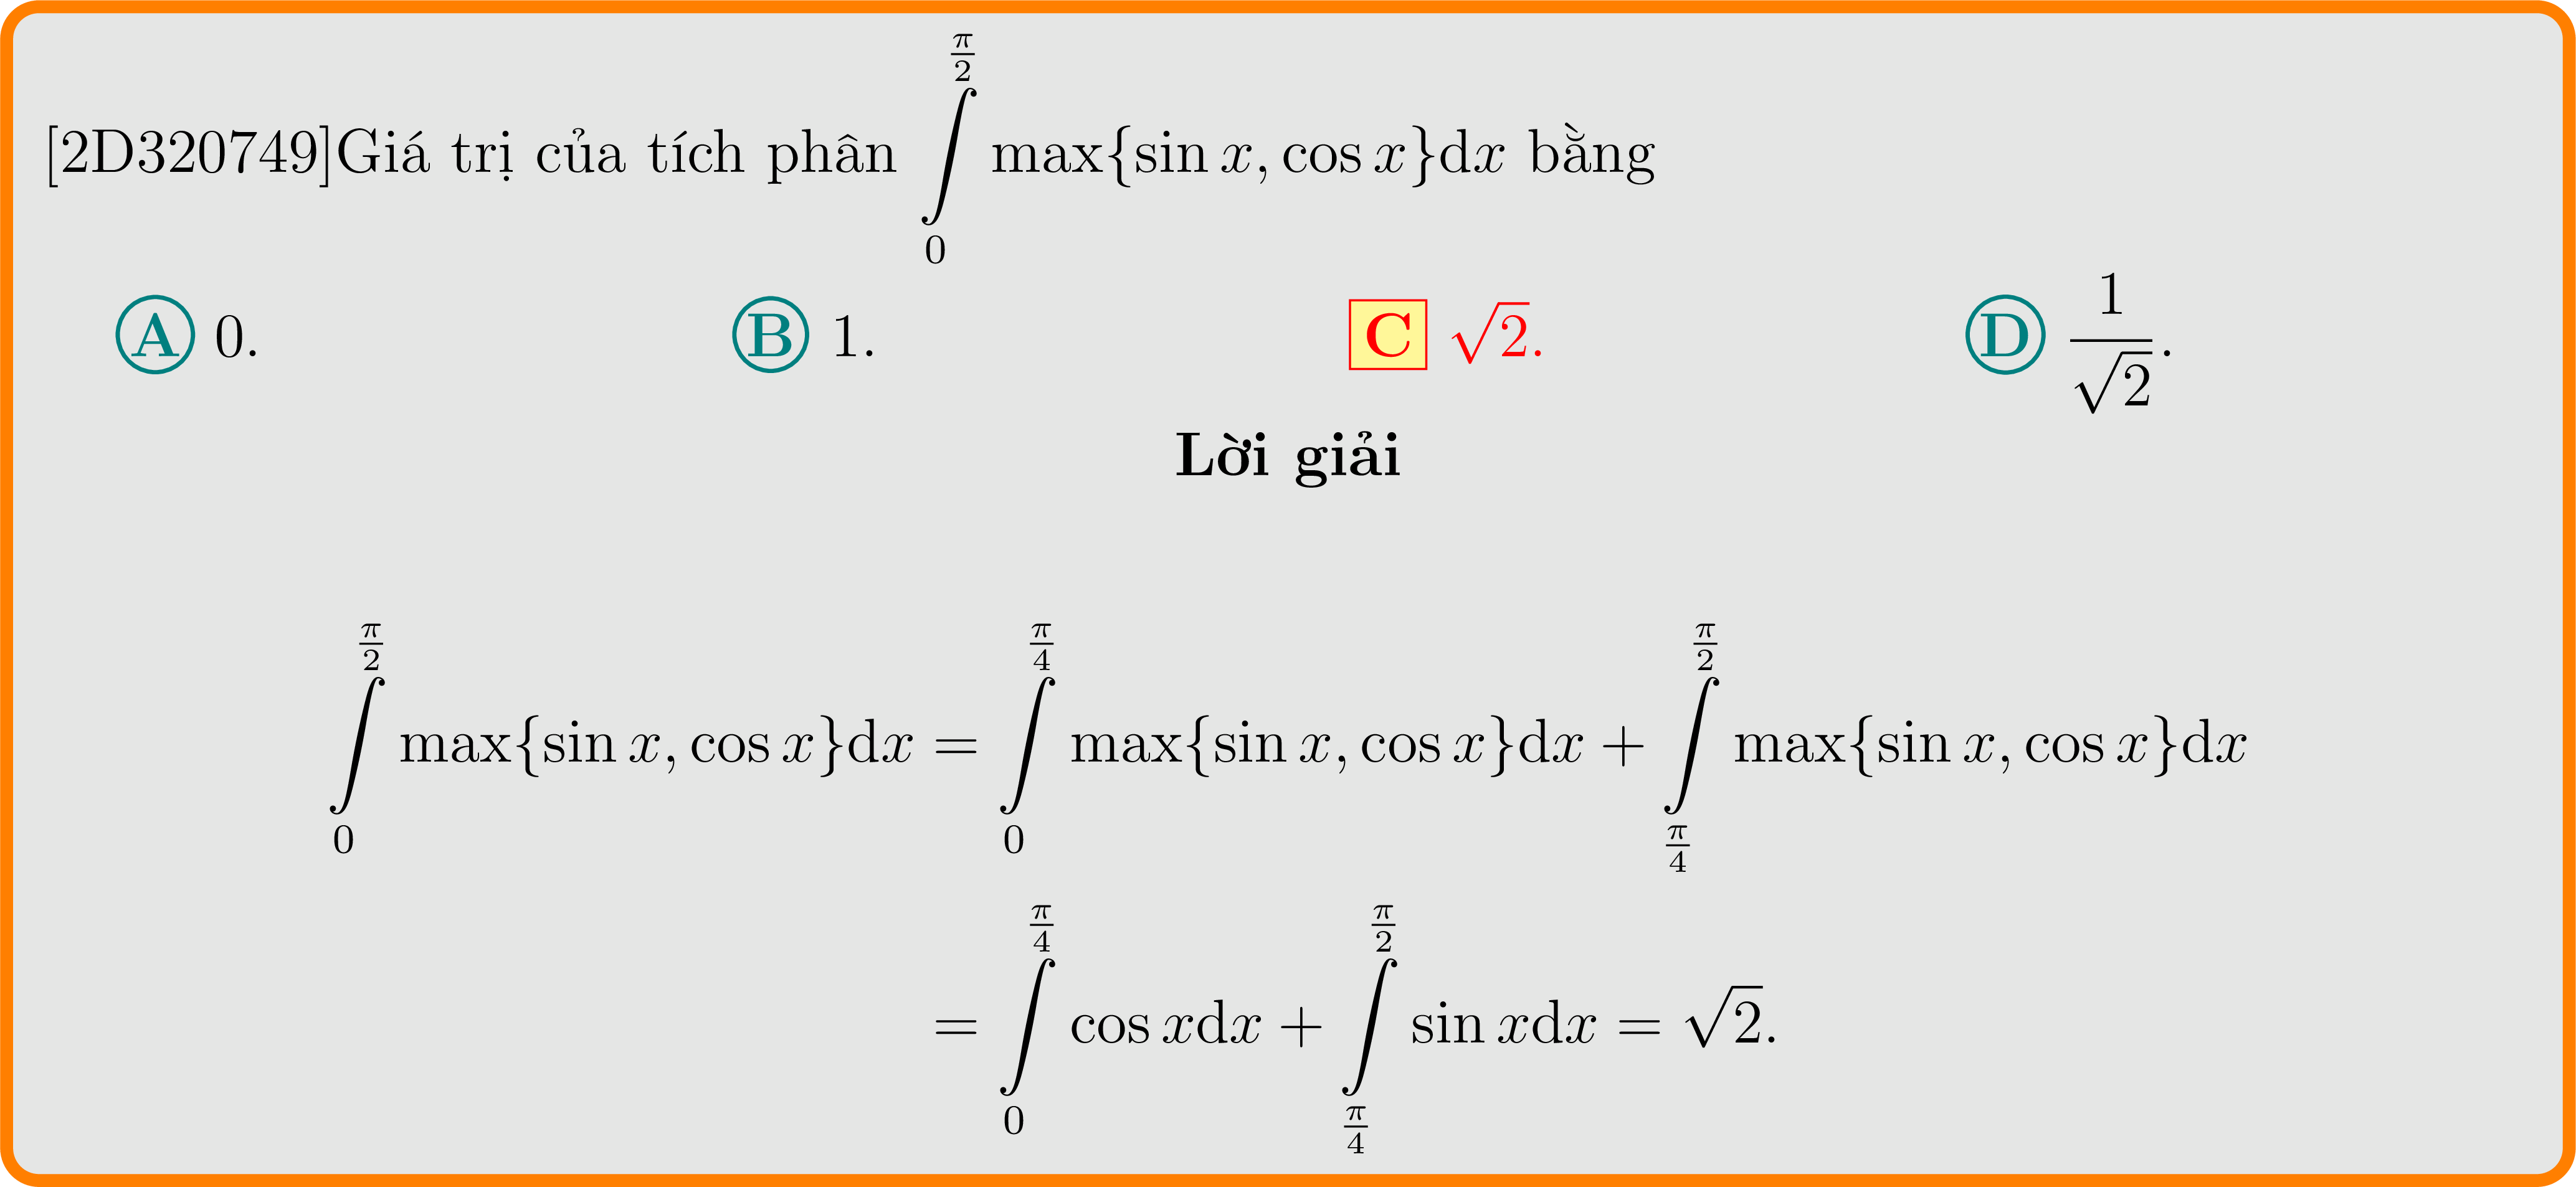 [2D320749]Giá trị của tích phân $\int\limits_{0}^{\frac{\pi}{2}} \max\{\sin x, \cos x\}\mathrm{d}x$ bằng
Ⓐ 0. Ⓑ 1. C $\sqrt{2}$. Ⓓ $\dfrac{1}{\sqrt{2}}$.
Lời giải
$\int\limits_{0}^{\frac{\pi}{2}} \max\{\sin x, \cos x\}\mathrm{d}x = \int\limits_{0}^{\frac{\pi}{4}} \max\{\sin x, \cos x\}\mathrm{d}x + \int\limits_{\frac{\pi}{4}}^{\frac{\pi}{2}} \max\{\sin x, \cos x\}\mathrm{d}x$
$= \int\limits_{0}^{\frac{\pi}{4}} \cos x\mathrm{d}x + \int\limits_{\frac{\pi}{4}}^{\frac{\pi}{2}} \sin x\mathrm{d}x = \sqrt{2}.$